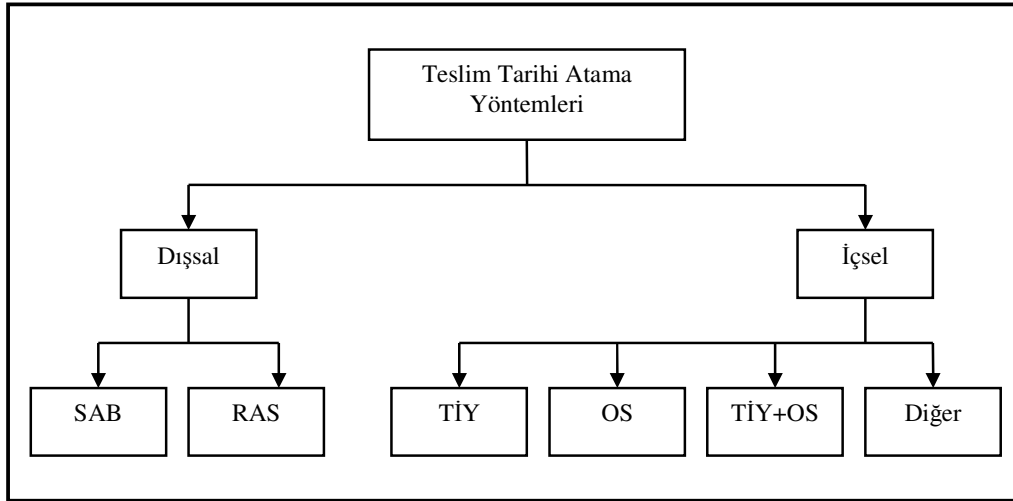 Teslim Tarihi Atama
Yöntemleri
Dışsal
İçsel
SAB
RAS
TİY
OS
TİY+OS
Diğer